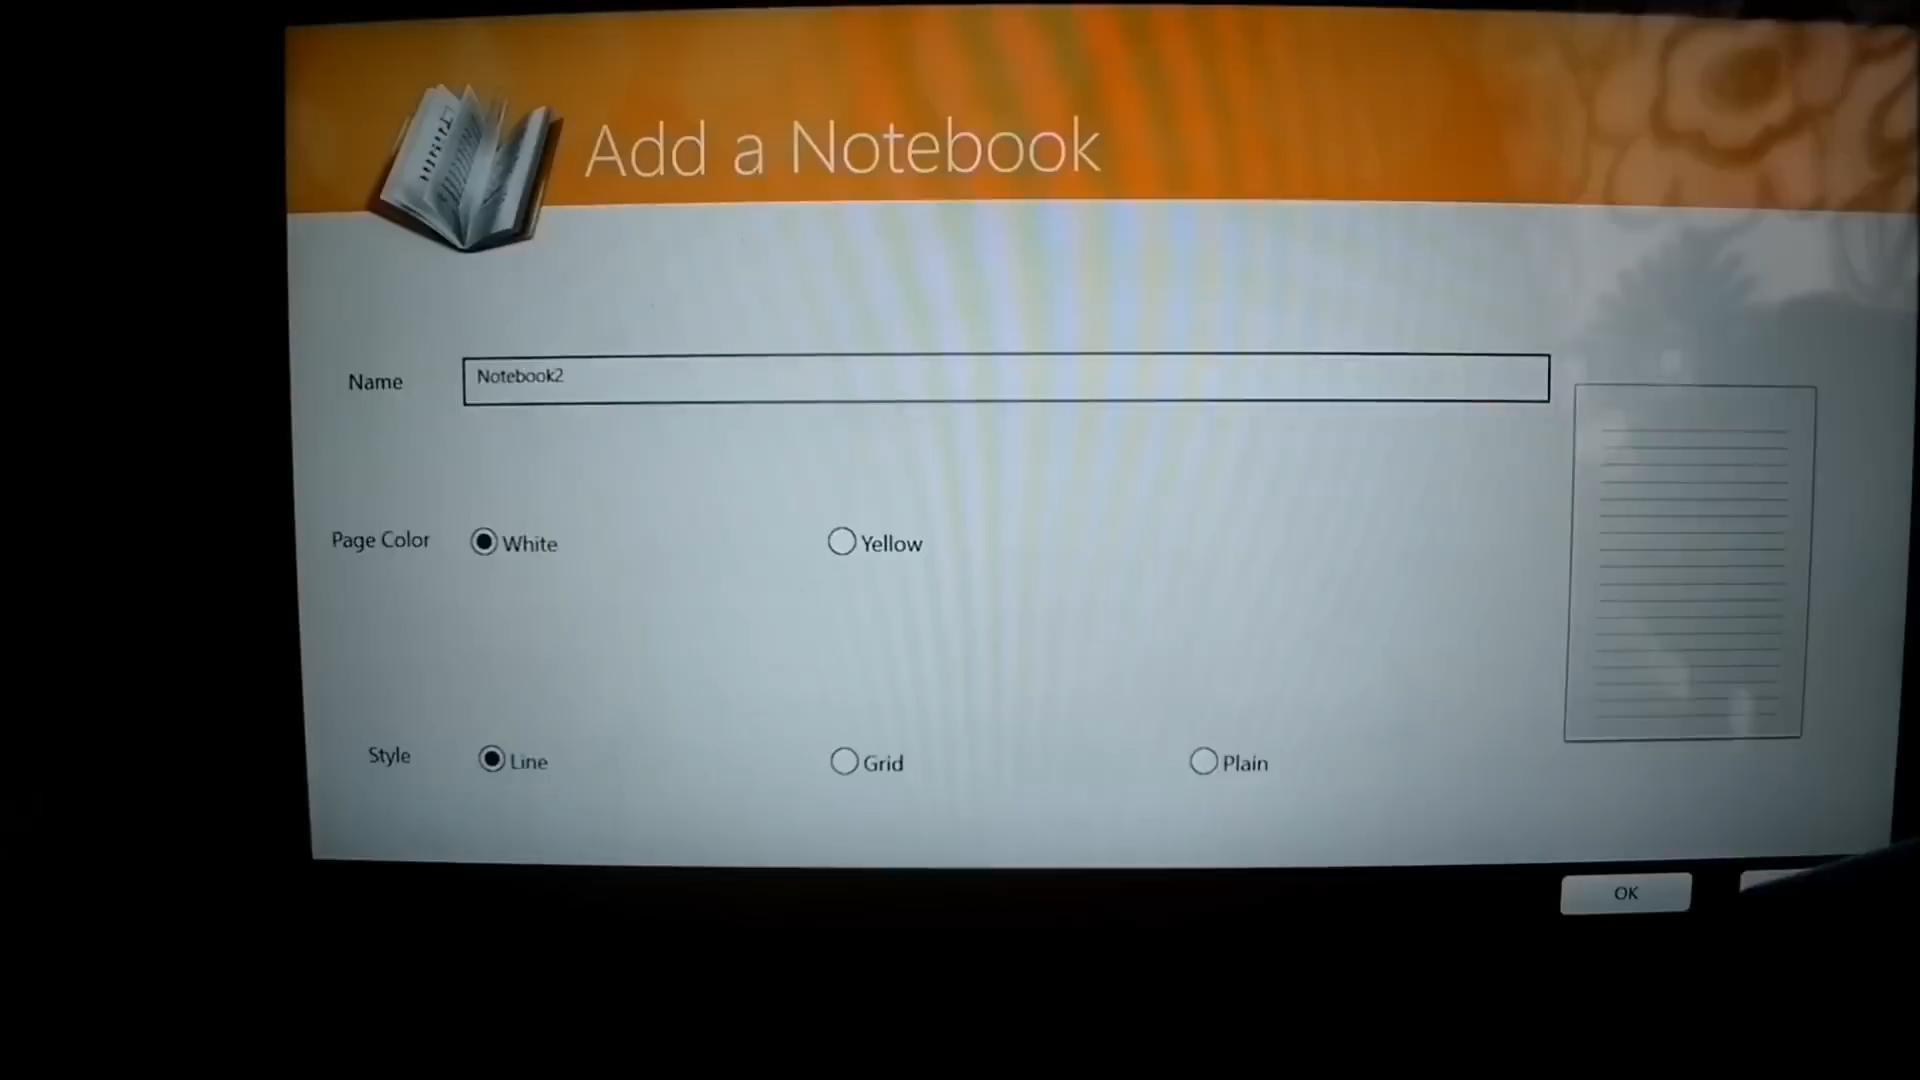 Add a Notebook
Name
Notebook2
Page Color
White
Yellow
Style
Line
Grid
Plain
OK